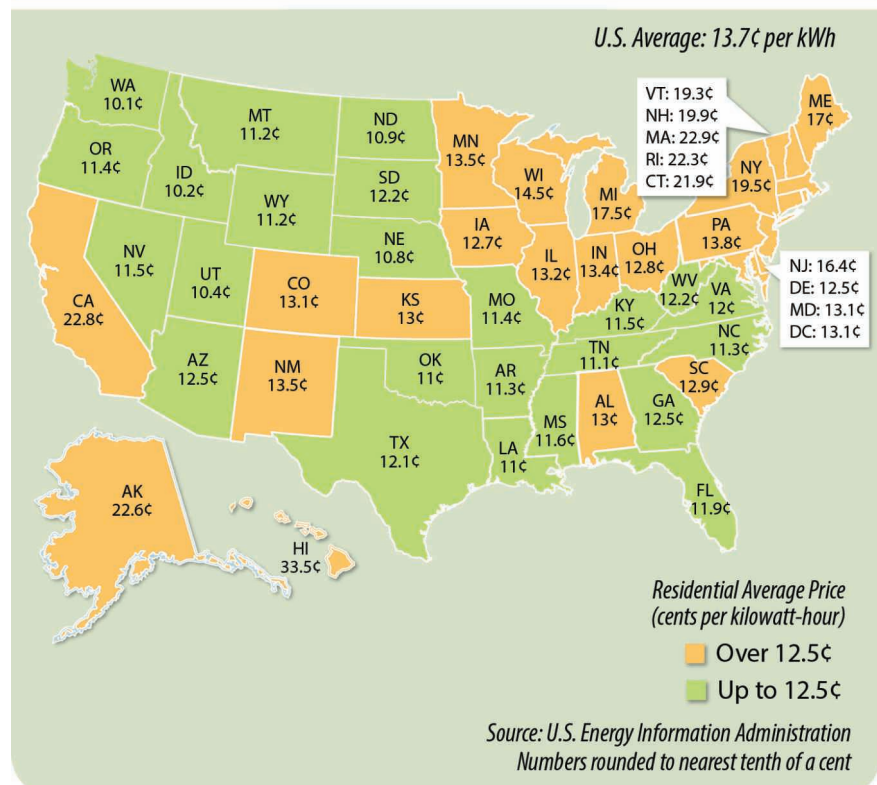 U.S. Average: 13.7¢ per kWh
WA
10.1¢
MT
11.2¢
ND
10.9¢
MN
13.5¢
VT: 19.3¢
NH: 19.9¢
MA: 22.9¢
RI: 22.3¢
CT: 21.9¢
ME
17¢
OR
11.4¢
ID
10.2¢
SD
12.2¢
WI
14.5¢
MI
17.5¢
NY
19.5¢
WY
11.2¢
IA
12.7¢
PA
13.8¢
NV
11.5¢
UT
10.4¢
NE
10.8¢
IL
13.2¢
IN
13.4¢
OH
12.8¢
NJ: 16.4¢
DE: 12.5¢
MD: 13.1¢
DC: 13.1¢
CA
22.8¢
CO
13.1¢
KS
13¢
MO
11.4¢
KY
11.5¢
WV
12.2¢
VA
12¢
AZ
12.5¢
NM
13.5¢
OK
11¢
AR
11.3¢
TN
11.1¢
NC
11.3¢
SC
12.9¢
TX
12.1¢
LA
11¢
MS
11.6¢
AL
13¢
GA
12.5¢
AK
22.6¢
HI
33.5¢
FL
11.9¢
Residential Average Price
(cents per kilowatt-hour)
Over 12.5¢
Up to 12.5¢
Source: U.S. Energy Information Administration
Numbers rounded to nearest tenth of a cent